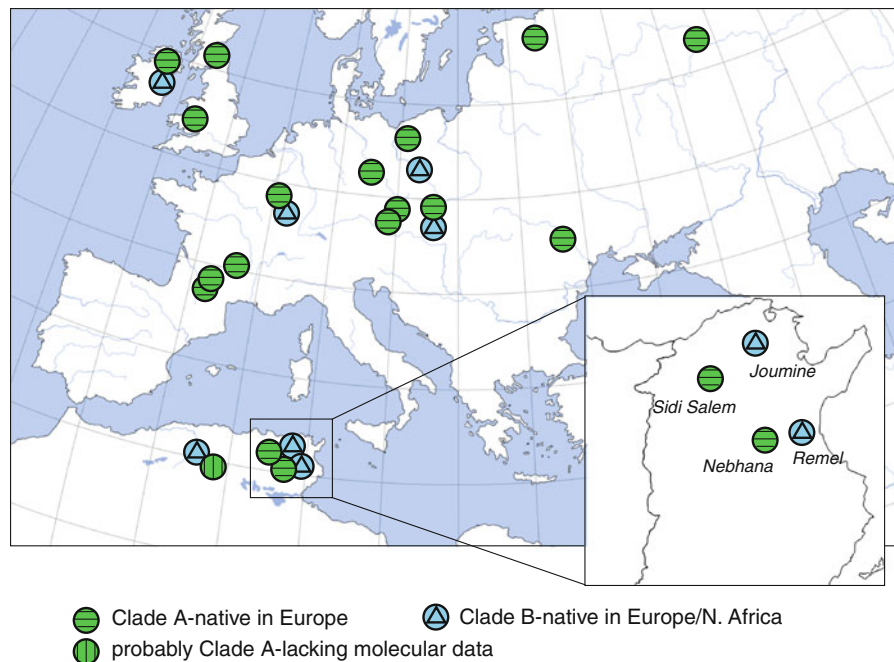 Joumine
Sidi Salem
Nebhana
Remel
Clade A-native in Europe
Clade B-native in Europe/N. Africa
probably Clade A-lacking molecular data